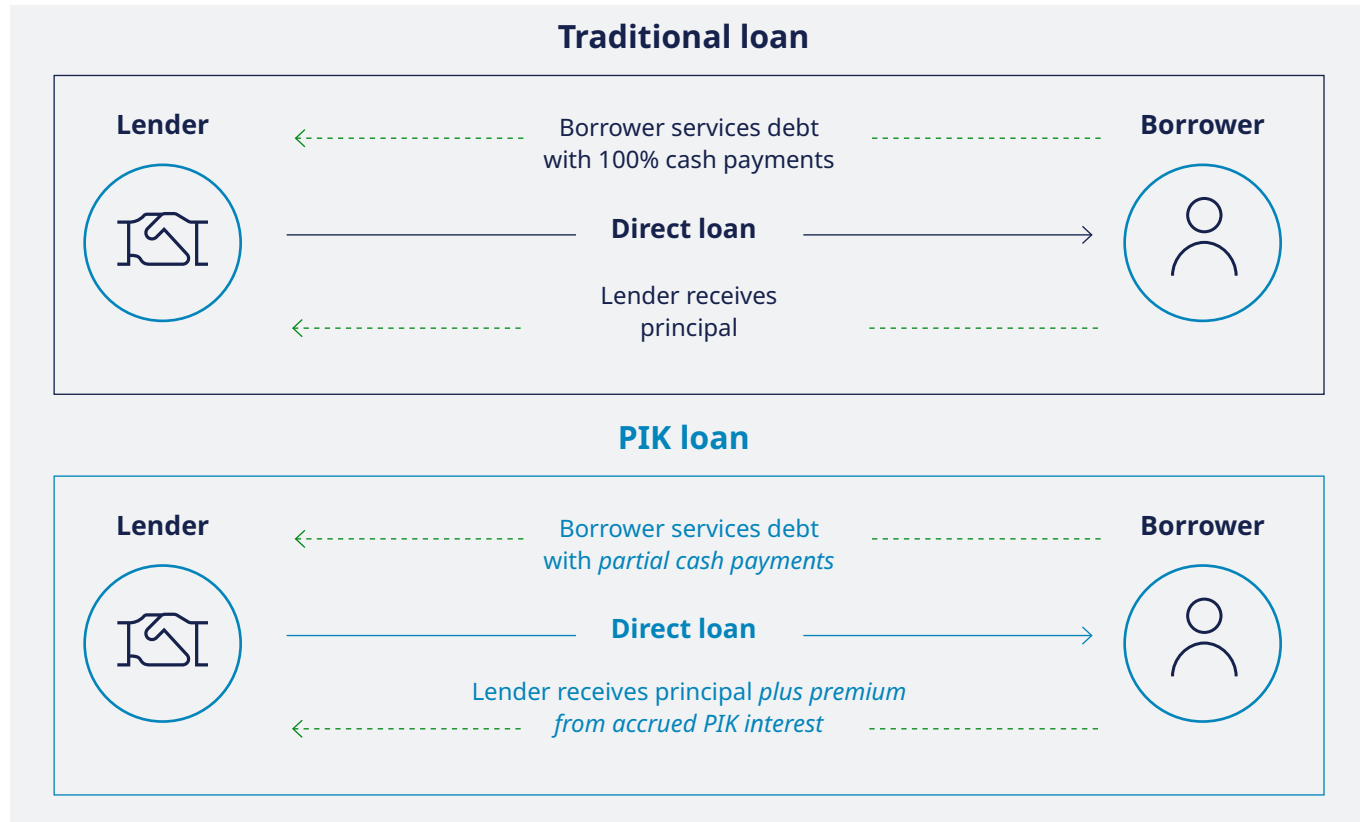 Traditional loan
Lender
Borrower services debt
with 100% cash payments
Borrower
Direct loan
Lender receives
principal
PIK loan
Lender
Borrower services debt
with partial cash payments
Borrower
Direct loan
Lender receives principal plus premium
from accrued PIK interest